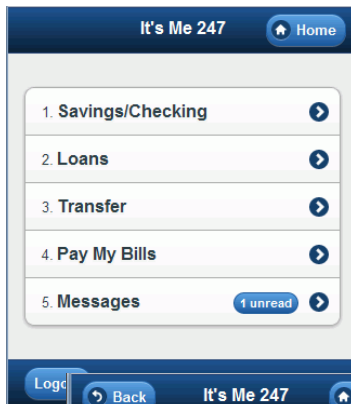 It's Me 247 Home
1. Savings/Checking
2. Loans
3. Transfer
4. Pay My Bills
5. Messages 1 unread
Back It's Me 247